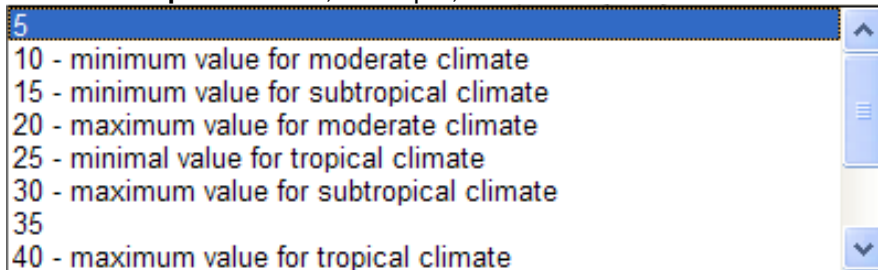 5
10 - minimum value for moderate climate
15 - minimum value for subtropical climate
20 - maximum value for moderate climate
25 - minimal value for tropical climate
30 - maximum value for subtropical climate
35
40 - maximum value for tropical climate